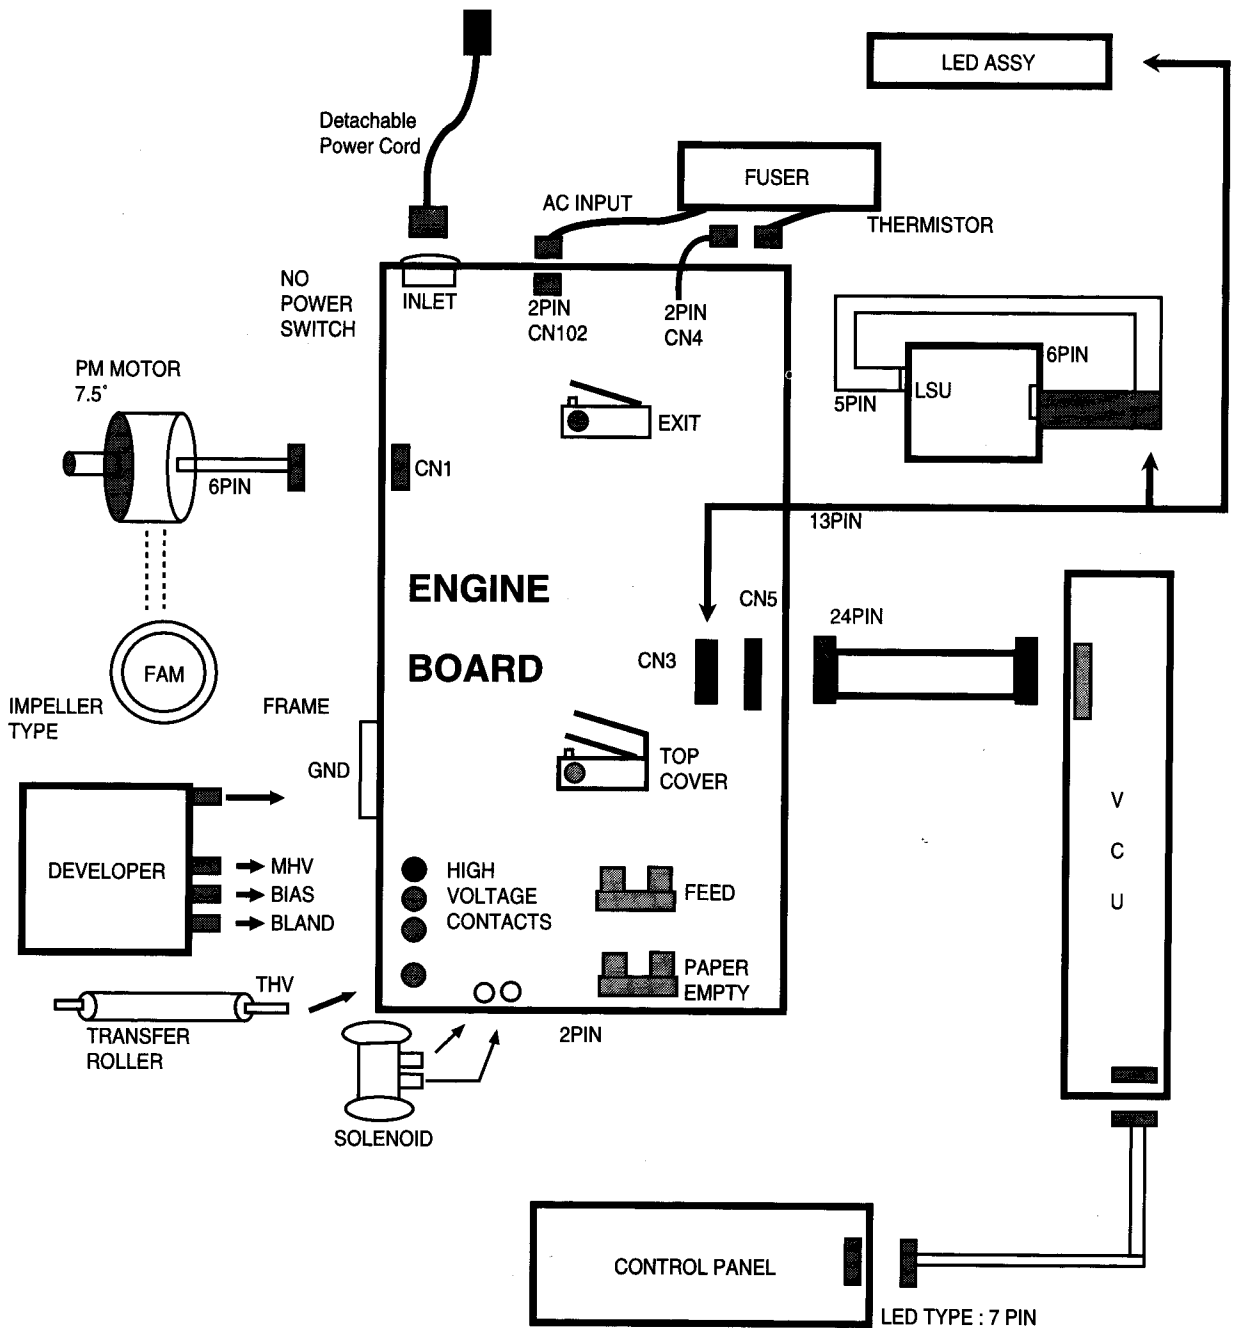 LED ASSY
Detachable
Power Cord
FUSER
AC INPUT
THERMISTOR
NO
POWER
SWITCH
INLET
2PIN
CN102
2PIN
CN4
PM MOTOR
7.5°
6PIN
CN1
EXIT
6PIN
5PIN
LSU
13PIN
ENGINE
BOARD
CN5
CN3
24PIN
FAM
IMPELLER
TYPE
FRAME
GND
TOP
COVER
V
C
U
DEVELOPER
MHV
BIAS
BLAND
HIGH
VOLTAGE
CONTACTS
FEED
PAPER
EMPTY
THV
TRANSFER
ROLLER
2PIN
SOLENOID
CONTROL PANEL
LED TYPE : 7 PIN